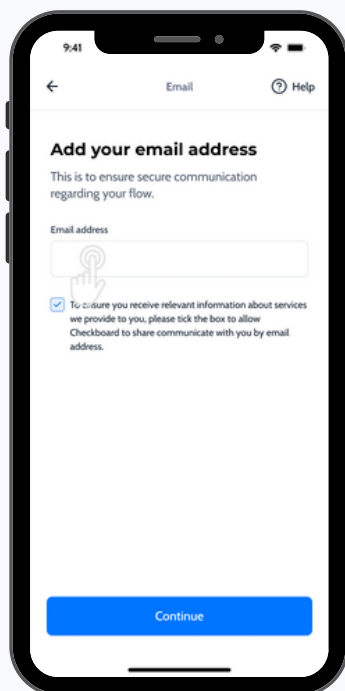 9:41
Email
Help
Add your email address
This is to ensure secure communication
regarding your flow.
Email address
To ensure you receive relevant information about services
we provide to you, please tick the box to allow
Checkboard to share communicate with you by email
address.
Continue